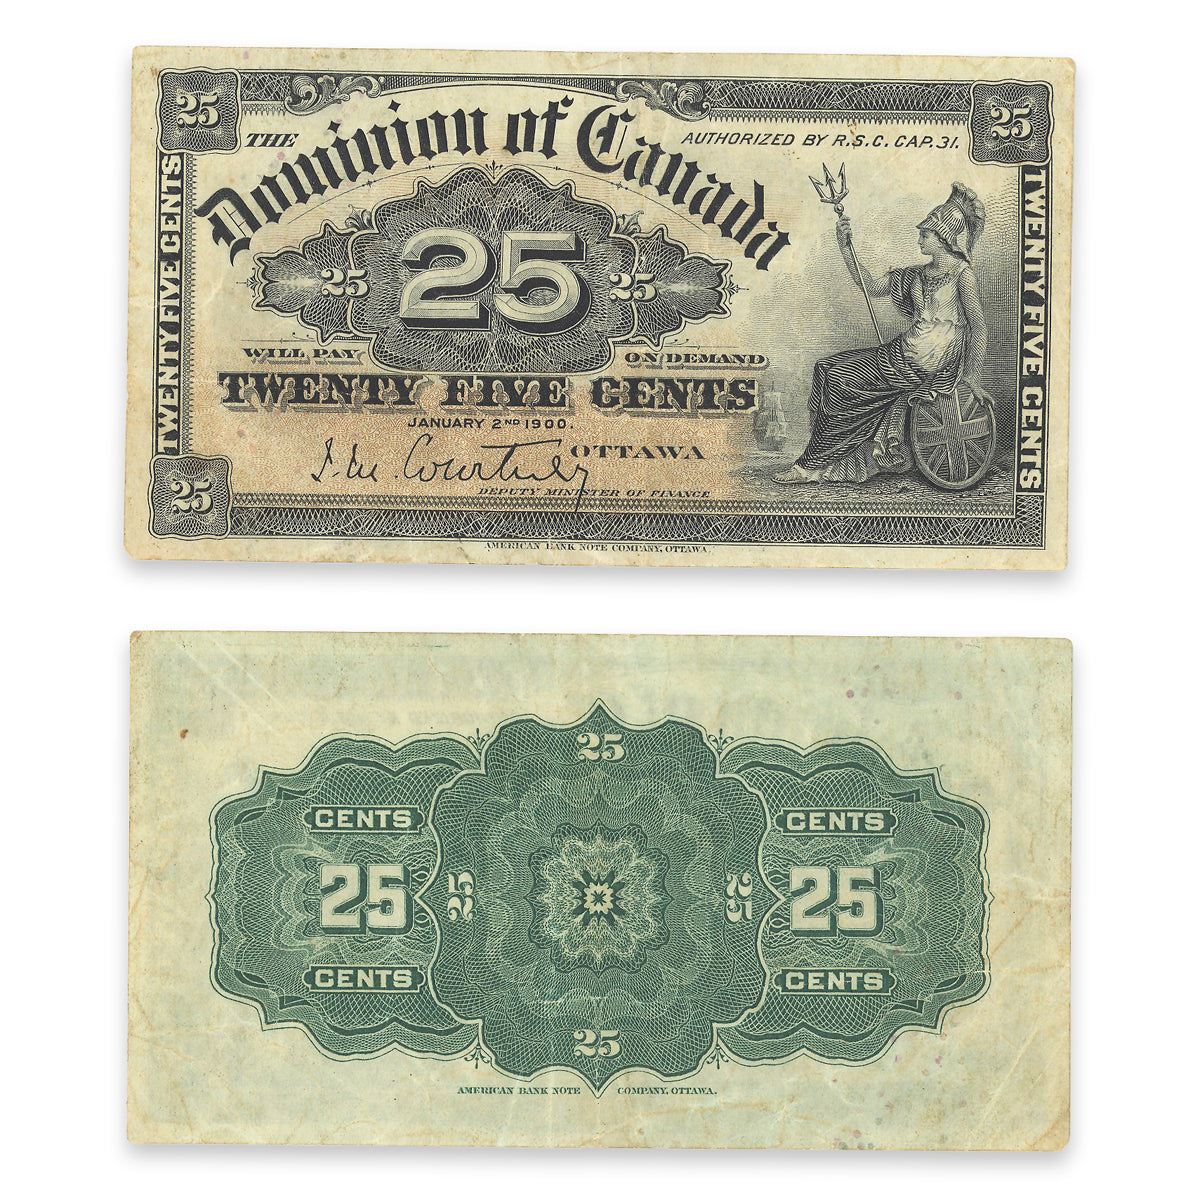 25
25
THE
Dominion of Canada
AUTHORIZED BY R.S.C. CAP. 31.
TWENTY FIVE CENTS
25
25
25
TWENTY FIVE CENTS
WILL PAY
ON DEMAND
TWENTY FIVE CENTS
JANUARY 2ND 1900.
J. M. Courtney
OTTAWA
DEPUTY MINISTER OF FINANCE
25
AMERICAN BANK NOTE COMPANY, OTTAWA.
25
CENTS
CENTS
25
25
25
25
CENTS
CENTS
25
AMERICAN BANK NOTE COMPANY, OTTAWA.